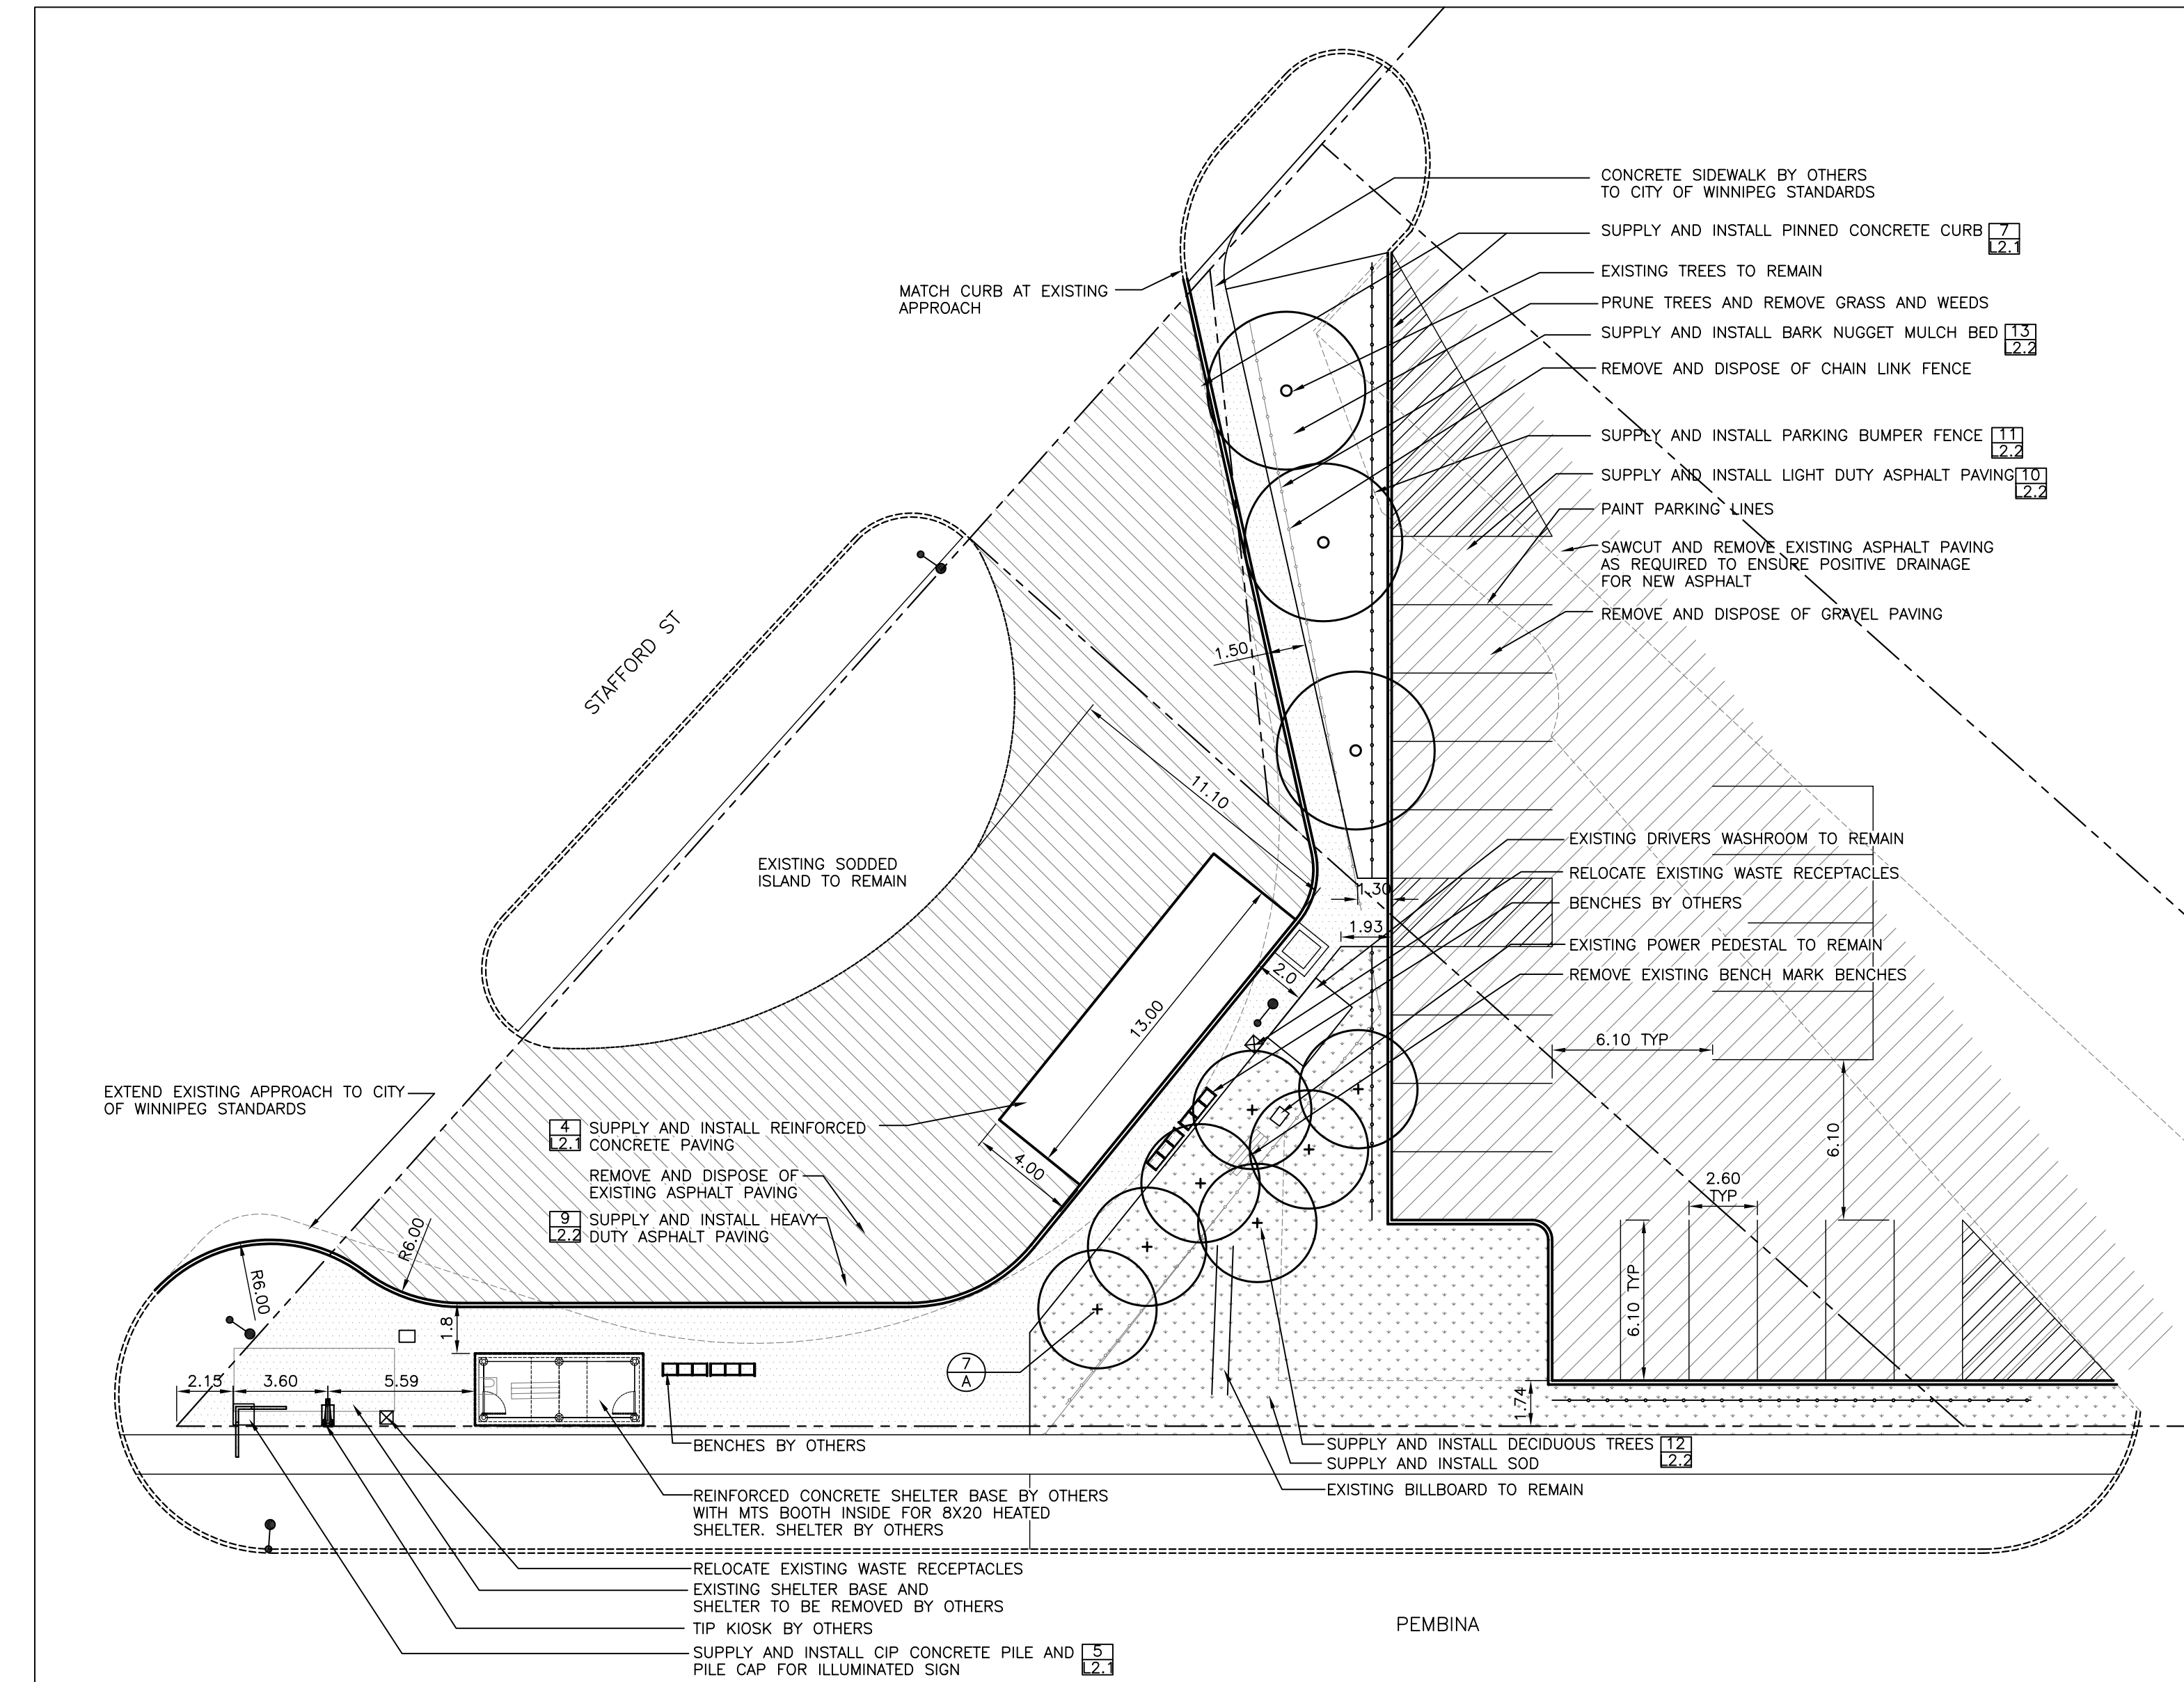 CONCRETE SIDEWALK BY OTHERS
TO CITY OF WINNIPEG STANDARDS
SUPPLY AND INSTALL PINNED CONCRETE CURB
7
L2.1
EXISTING TREES TO REMAIN
MATCH CURB AT EXISTING
APPROACH
PRUNE TREES AND REMOVE GRASS AND WEEDS
SUPPLY AND INSTALL BARK NUGGET MULCH BED
13
L2.2
REMOVE AND DISPOSE OF CHAIN LINK FENCE
SUPPLY AND INSTALL PARKING BUMPER FENCE
11
L2.2
SUPPLY AND INSTALL LIGHT DUTY ASPHALT PAVING
10
L2.2
PAINT PARKING LINES
SAWCUT AND REMOVE EXISTING ASPHALT PAVING
AS REQUIRED TO ENSURE POSITIVE DRAINAGE
FOR NEW ASPHALT
REMOVE AND DISPOSE OF GRAVEL PAVING
STAFFORD ST
1.50
11.10
EXISTING SODDED
ISLAND TO REMAIN
EXISTING DRIVERS WASHROOM TO REMAIN
RELOCATE EXISTING WASTE RECEPTACLES
1.30
BENCHES BY OTHERS
1.93
EXISTING POWER PEDESTAL TO REMAIN
2.0
REMOVE EXISTING BENCH MARK BENCHES
13.00
6.10 TYP
EXTEND EXISTING APPROACH TO CITY
OF WINNIPEG STANDARDS
4
L2.1
SUPPLY AND INSTALL REINFORCED
CONCRETE PAVING
6.10
4.00
REMOVE AND DISPOSE OF
EXISTING ASPHALT PAVING
2.60
TYP
9
L2.2
SUPPLY AND INSTALL HEAVY
DUTY ASPHALT PAVING
R6.00
R6.00
6.10 TYP
1.8
7
A
2.15
3.60
5.59
1.74
BENCHES BY OTHERS
SUPPLY AND INSTALL DECIDUOUS TREES
12
L2.2
SUPPLY AND INSTALL SOD
EXISTING BILLBOARD TO REMAIN
REINFORCED CONCRETE SHELTER BASE BY OTHERS
WITH MTS BOOTH INSIDE FOR 8X20 HEATED
SHELTER. SHELTER BY OTHERS
RELOCATE EXISTING WASTE RECEPTACLES
EXISTING SHELTER BASE AND
SHELTER TO BE REMOVED BY OTHERS
TIP KIOSK BY OTHERS
PEMBINA
SUPPLY AND INSTALL CIP CONCRETE PILE AND
PILE CAP FOR ILLUMINATED SIGN
5
L2.1